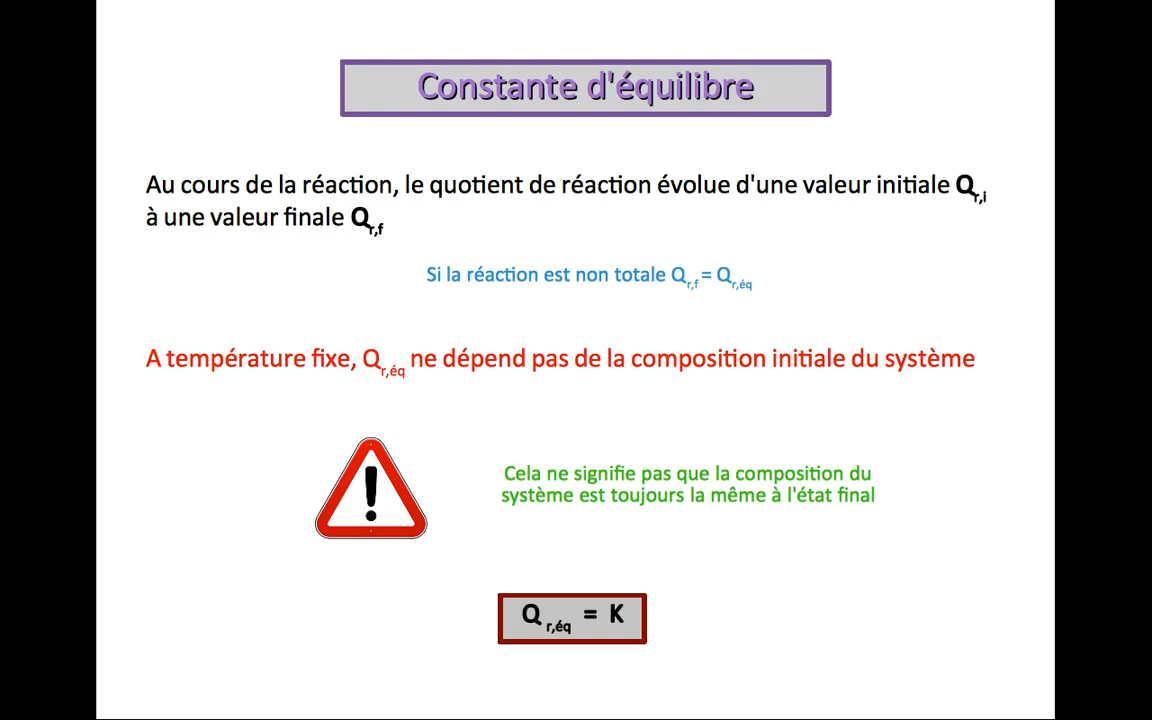 Constante d'équilibre
Au cours de la réaction, le quotient de réaction évolue d'une valeur initiale Qr,i
à une valeur finale Qr,f
Si la réaction est non totale Qr,f = Qr,éq
A température fixe, Qr,éq ne dépend pas de la composition initiale du système
!
Cela ne signifie pas que la composition du
système est toujours la même à l'état final
Q r,éq = K